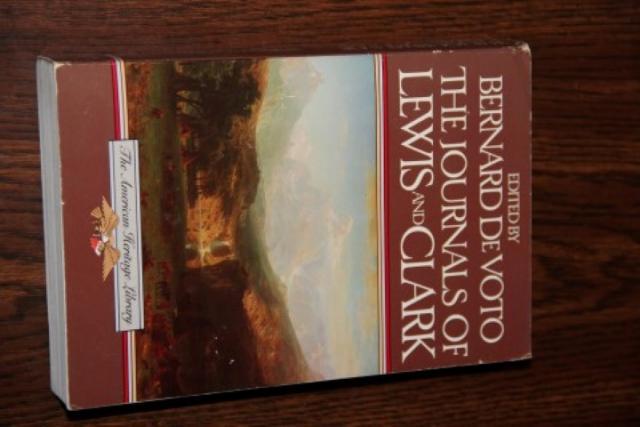 EDITED BY
BERNARD DE VOTO
THE JOURNALS OF
LEWIS AND CLARK
The American Heritage Library